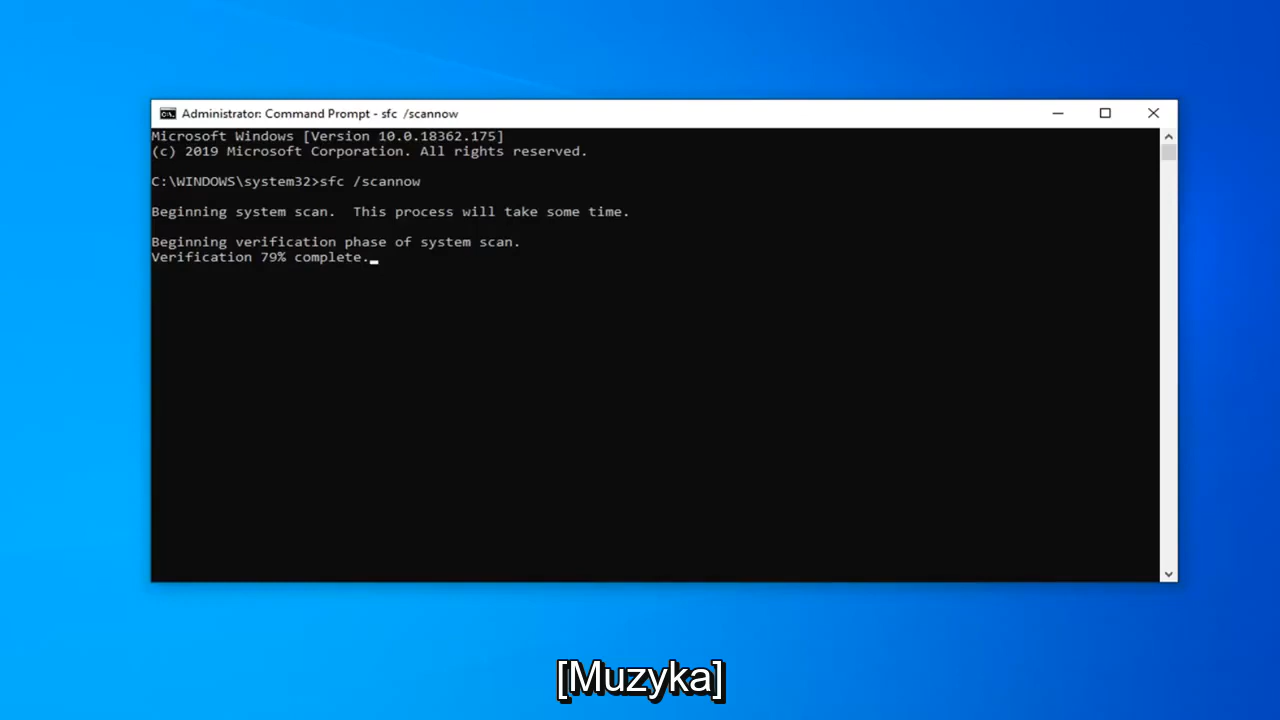 Administrator: Command Prompt - sfc  /scannow
Microsoft Windows [Version 10.0.18362.175]
(c) 2019 Microsoft Corporation. All rights reserved.
C:\WINDOWS\system32>sfc /scannow
Beginning system scan.  This process will take some time.
Beginning verification phase of system scan.
Verification 79% complete.
[Muzyka]